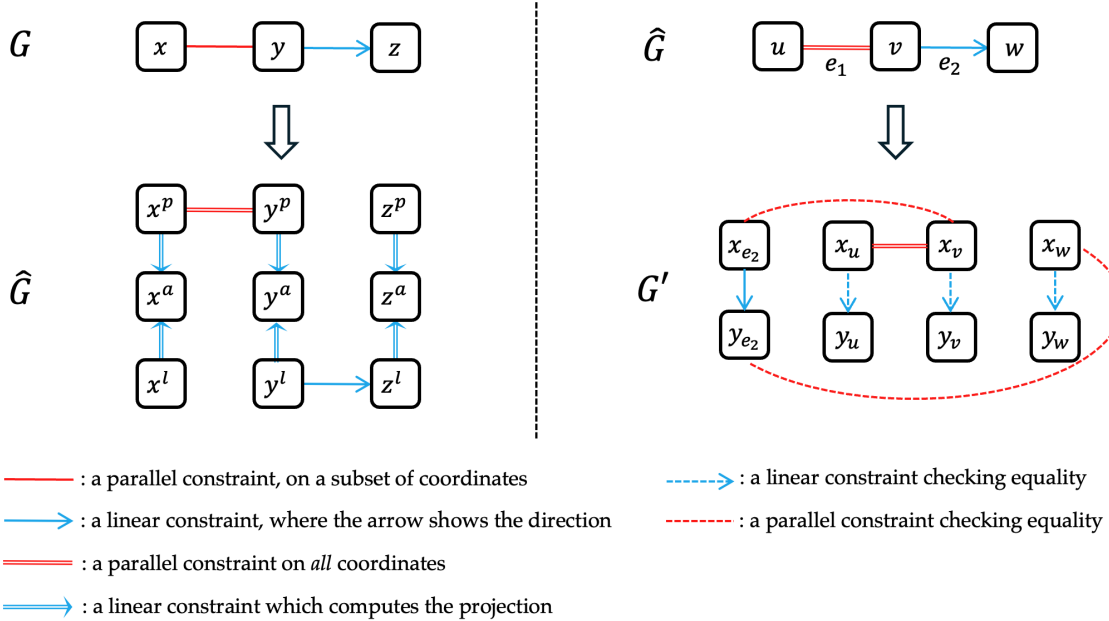 G x y z
x^p y^p z^p
Ĝ x^a y^a z^a
x^l y^l z^l
Ĝ u v w
e_1 e_2
x_{e_2} x_u x_v x_w
G′
y_{e_2} y_u y_v y_w
: a parallel constraint, on a subset of coordinates
: a linear constraint, where the arrow shows the direction
: a parallel constraint on all coordinates
: a linear constraint which computes the projection
: a linear constraint checking equality
: a parallel constraint checking equality